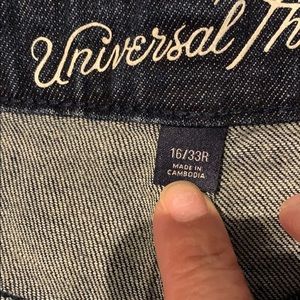 Universal Th
16/33R
MADE IN
CAMBODIA